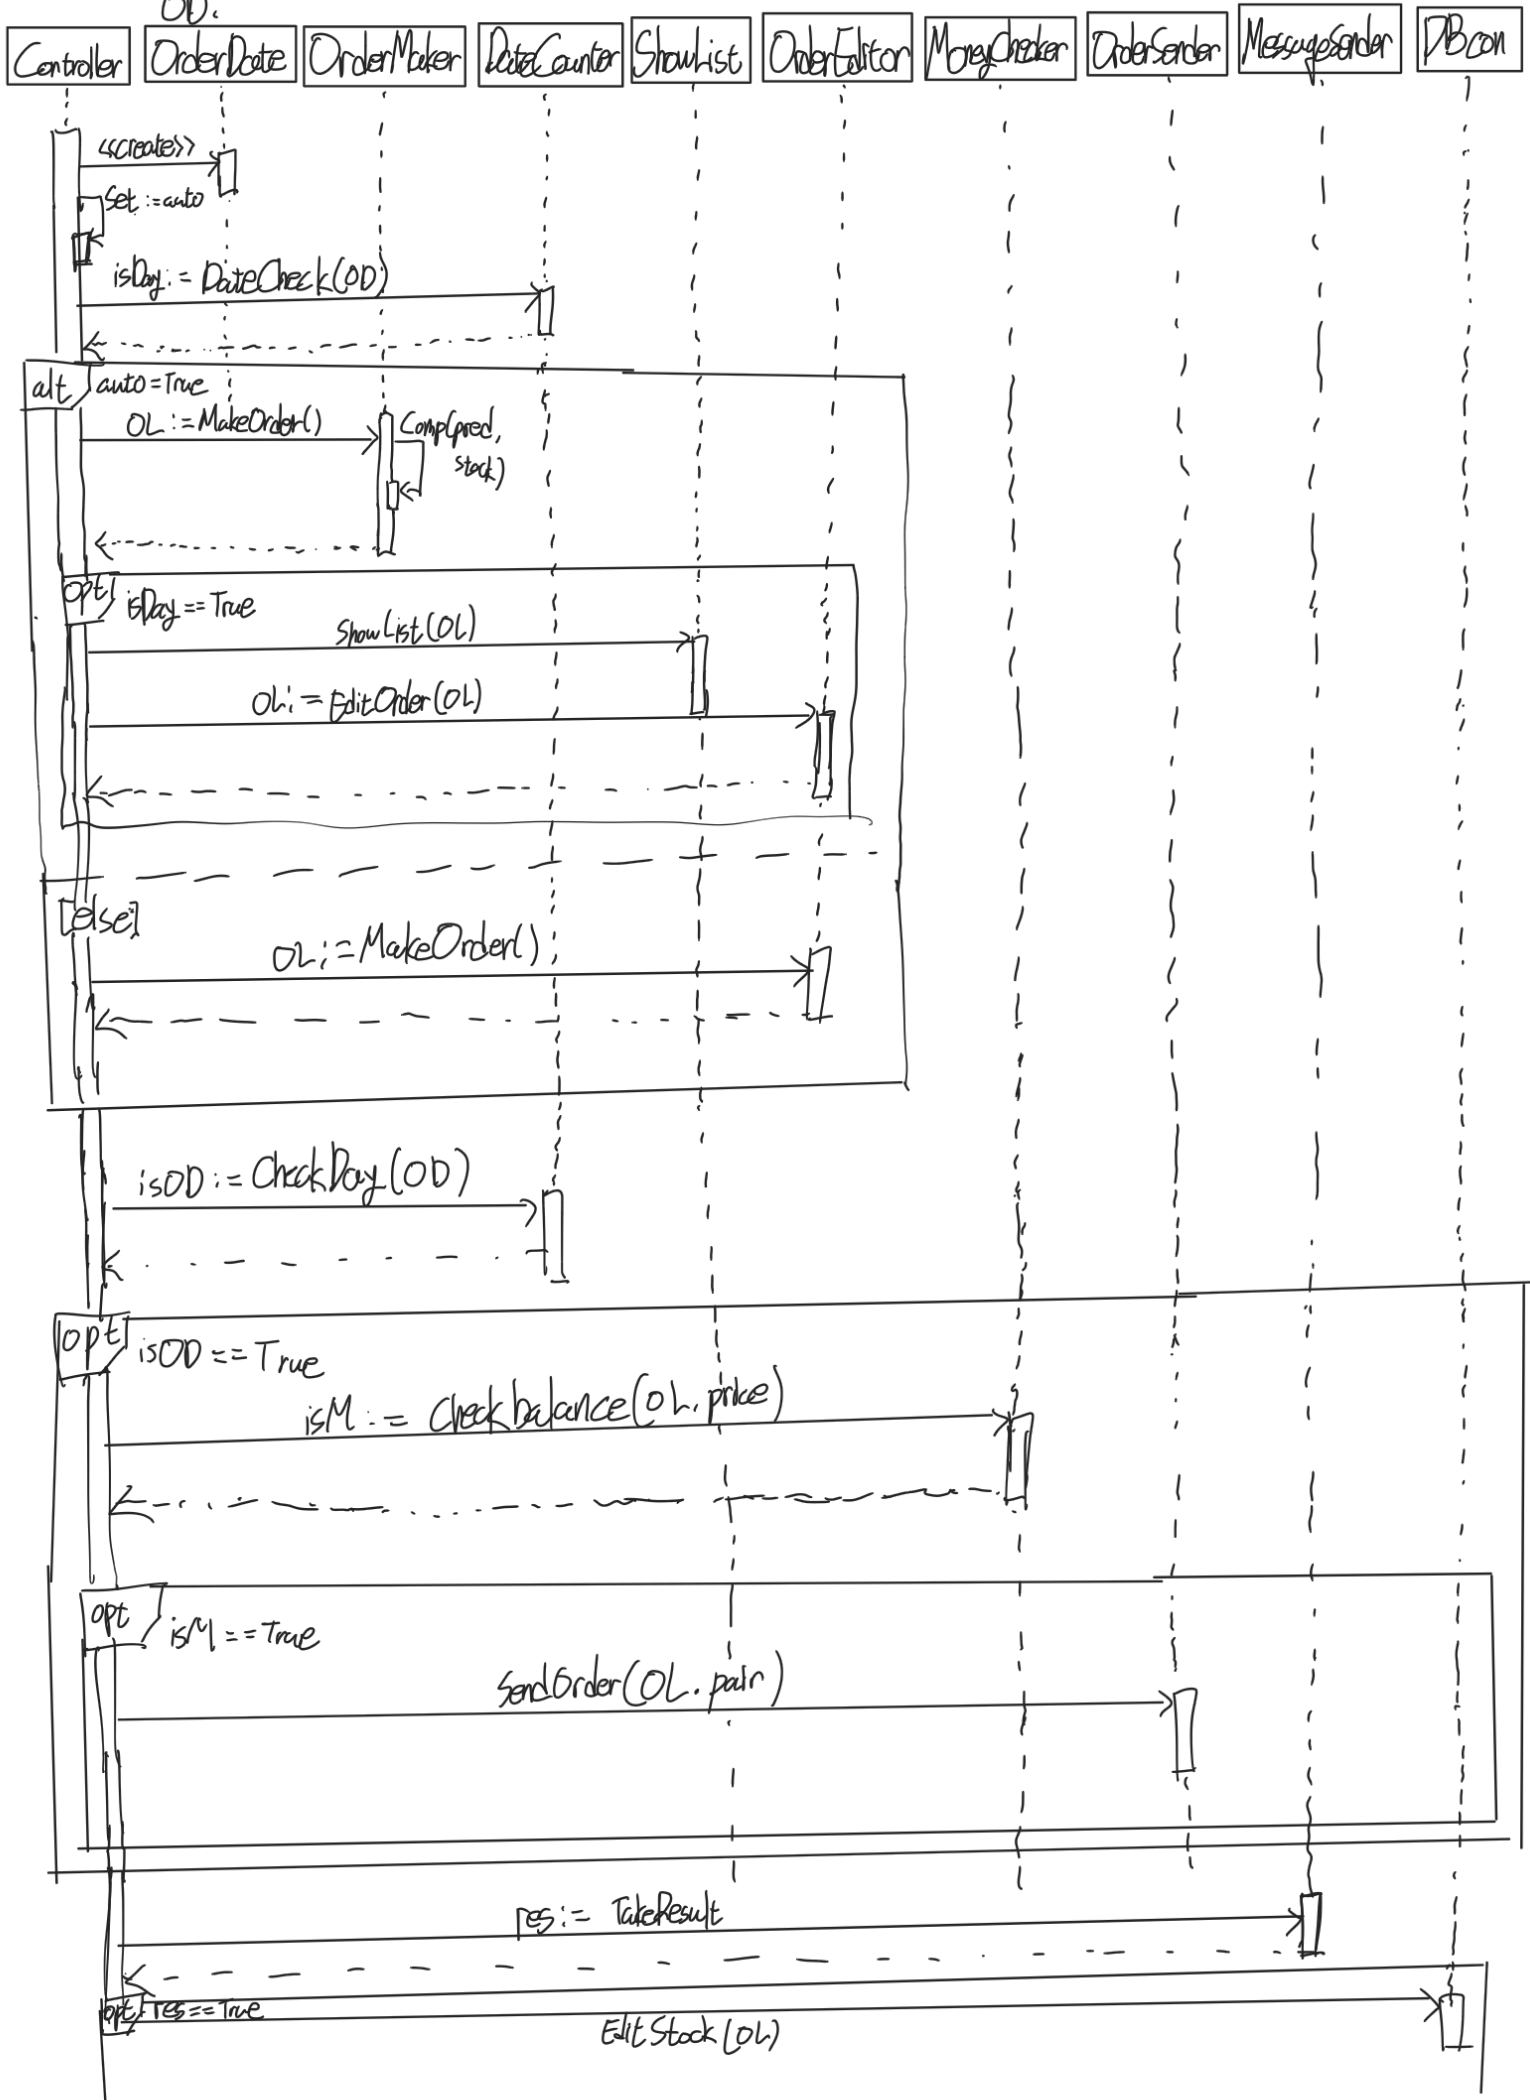 OD:
Controller
OrderDate
OrderMaker
DateCounter
ShowList
OrderEditor
MoneyChecker
OrderSender
MessageSender
DBcon
<<create>>
set :=auto
isDay := DateCheck(OD)
alt auto=True
OL :=MakeOrder()
Comp(pred,
stock)
opt isDay==True
showList(OL)
OL := EditOrder(OL)
[else]
OL :=MakeOrder()
isOD := CheckDay(OD)
opt isOD == True
isM := Checkbalance(OL.price)
opt isM ==True
sendOrder(OL.pair)
res := TakeResult
opt res==True
EditStock(OL)